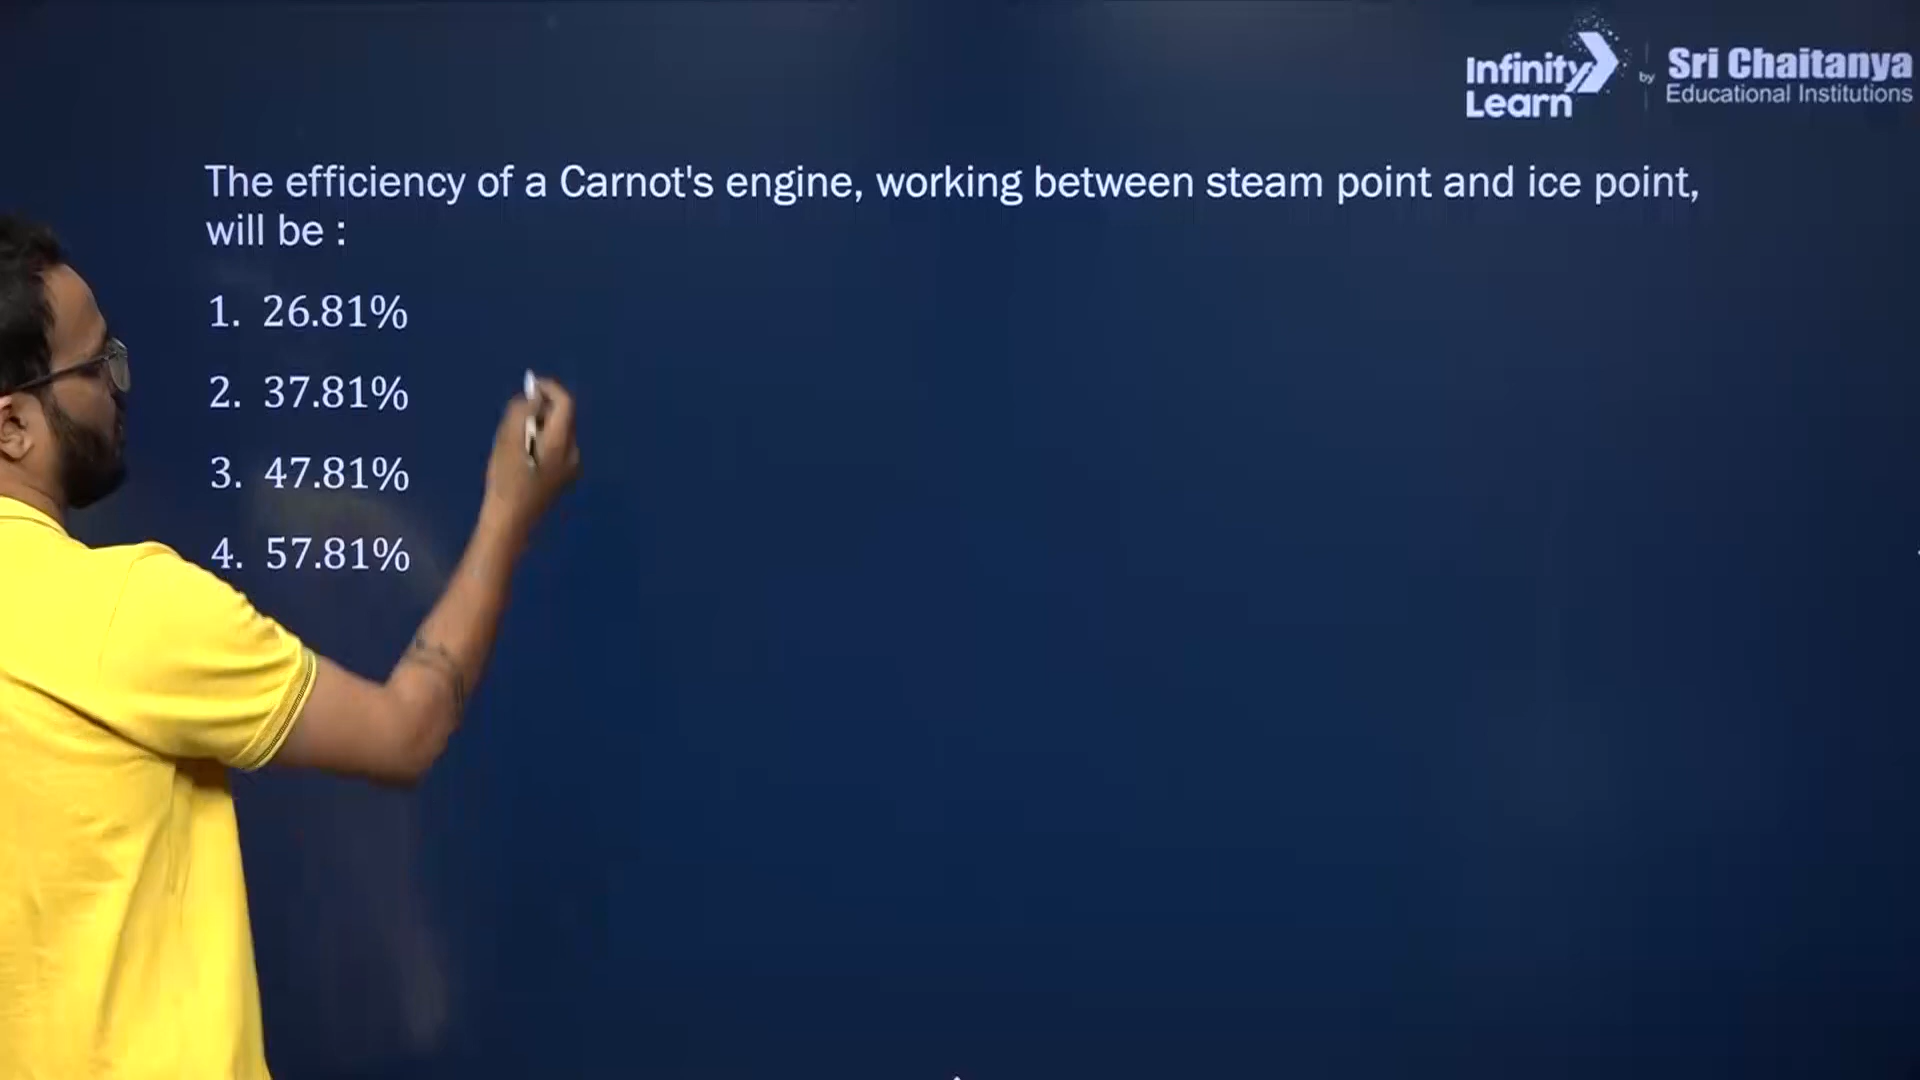 Infinity
Learn
by
Sri Chaitanya
Educational Institutions
The efficiency of a Carnot's engine, working between steam point and ice point,
will be :
1. 26.81%
2. 37.81%
3. 47.81%
4. 57.81%